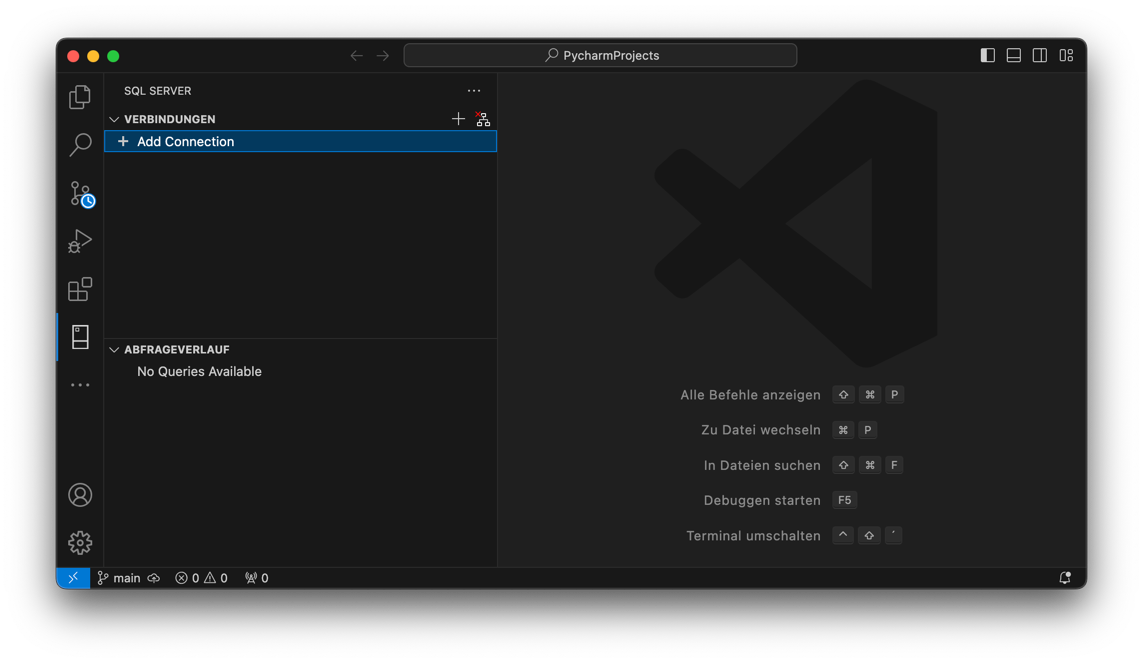 PycharmProjects
SQL SERVER
VERBINDUNGEN
Add Connection
ABFRAGEVERLAUF
No Queries Available
Alle Befehle anzeigen ⇧ ⌘ P
Zu Datei wechseln ⌘ P
In Dateien suchen ⇧ ⌘ F
Debuggen starten F5
Terminal umschalten ^ ⇧ ´
main 0 0 0